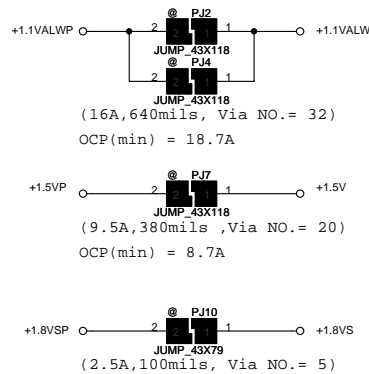 @ PJ2
+1.1VALWP 2 2 1 1 +1.1VALW
JUMP_43X118
@ PJ4
2 2 1 1
JUMP_43X118
(16A,640mils, Via NO.= 32)
OCP(min) = 18.7A
@ PJ7
+1.5VP 2 2 1 1 +1.5V
JUMP_43X118
(9.5A,380mils ,Via NO.= 20)
OCP(min) = 8.7A
@ PJ10
+1.8VSP 2 2 1 1 +1.8VS
JUMP_43X79
(2.5A,100mils, Via NO.= 5)